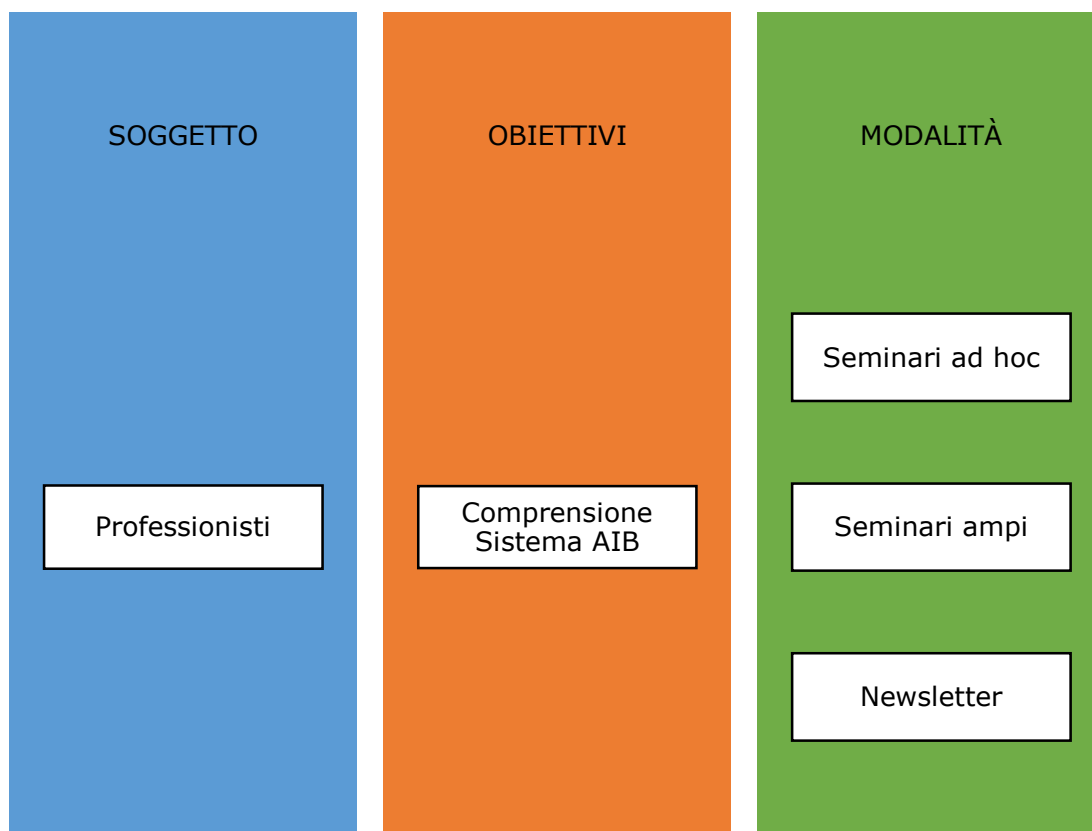 SOGGETTO
OBIETTIVI
MODALITÀ
Seminari ad hoc
Professionisti
Comprensione
Sistema AIB
Seminari ampi
Newsletter